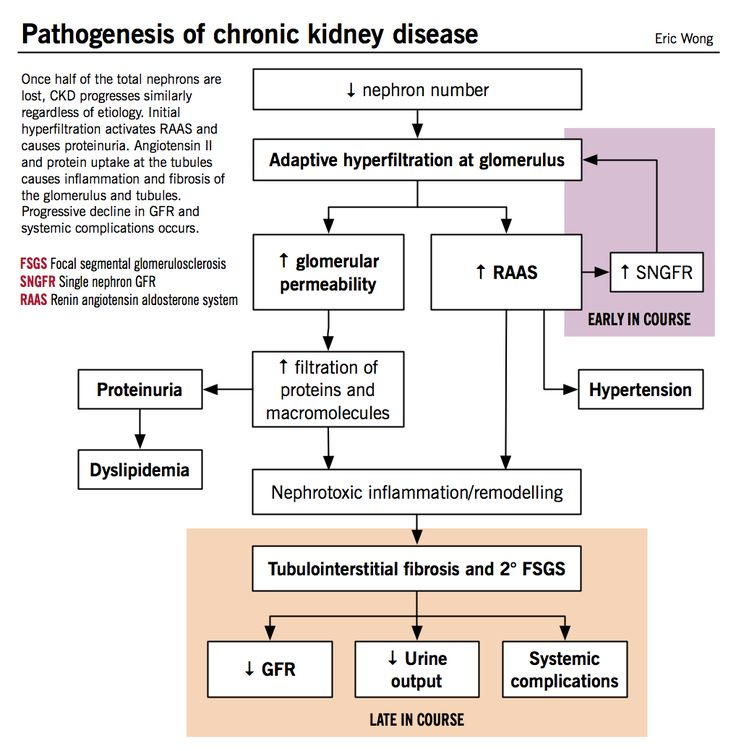 Pathogenesis of chronic kidney disease
Eric Wong
Once half of the total nephrons are
lost, CKD progresses similarly
regardless of etiology. Initial
hyperfiltration activates RAAS and
causes proteinuria. Angiotensin II
and protein uptake at the tubules
causes inflammation and fibrosis of
the glomerulus and tubules.
Progressive decline in GFR and
systemic complications occurs.
FSGS Focal segmental glomerulosclerosis
SNGFR Single nephron GFR
RAAS Renin angiotensin aldosterone system
↓ nephron number
Adaptive hyperfiltration at glomerulus
↑ glomerular
permeability
↑ RAAS
↑ SNGFR
EARLY IN COURSE
↑ filtration of
proteins and
macromolecules
Proteinuria
Hypertension
Dyslipidemia
Nephrotoxic inflammation/remodelling
Tubulointerstitial fibrosis and 2° FSGS
↓ GFR
↓ Urine
output
Systemic
complications
LATE IN COURSE